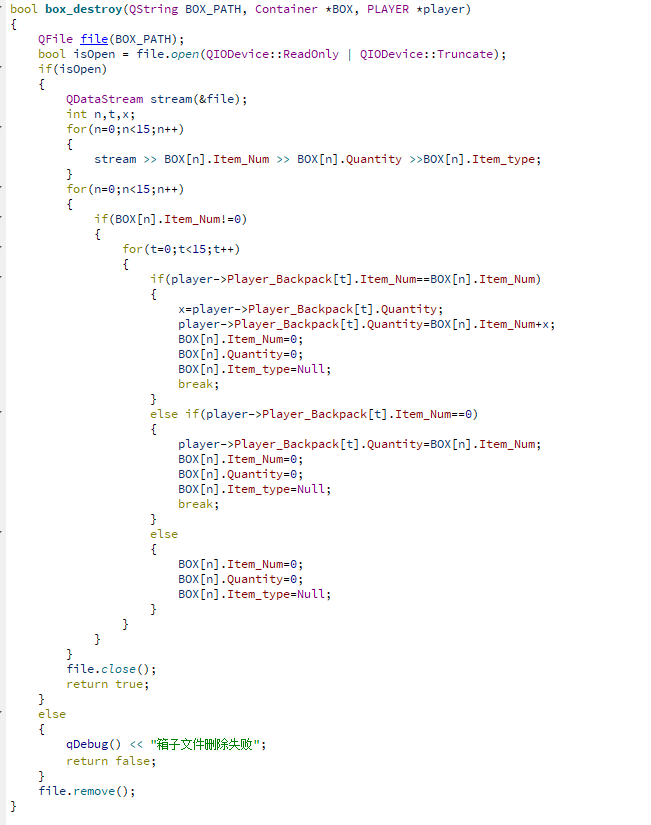 bool box_destroy(QString BOX_PATH, Container *BOX, PLAYER *player)
{
    QFile file(BOX_PATH);
    bool isOpen = file.open(QIODevice::ReadOnly | QIODevice::Truncate);
    if(isOpen)
    {
        QDataStream stream(&file);
        int n,t,x;
        for(n=0;n<15;n++)
        {
            stream >> BOX[n].Item_Num >> BOX[n].Quantity >>BOX[n].Item_type;
        }
        for(n=0;n<15;n++)
        {
            if(BOX[n].Item_Num!=0)
            {
                for(t=0;t<15;t++)
                {
                    if(player->Player_Backpack[t].Item_Num==BOX[n].Item_Num)
                    {
                        x=player->Player_Backpack[t].Quantity;
                        player->Player_Backpack[t].Quantity=BOX[n].Item_Num+x;
                        BOX[n].Item_Num=0;
                        BOX[n].Quantity=0;
                        BOX[n].Item_type=Null;
                        break;
                    }
                    else if(player->Player_Backpack[t].Item_Num==0)
                    {
                        player->Player_Backpack[t].Quantity=BOX[n].Item_Num;
                        BOX[n].Item_Num=0;
                        BOX[n].Quantity=0;
                        BOX[n].Item_type=Null;
                        break;
                    }
                    else
                    {
                        BOX[n].Item_Num=0;
                        BOX[n].Quantity=0;
                        BOX[n].Item_type=Null;
                    }
                }
            }
        }
        file.close();
        return true;
    }
    else
    {
        qDebug() << "箱子文件删除失败";
        return false;
    }
    file.remove();
}